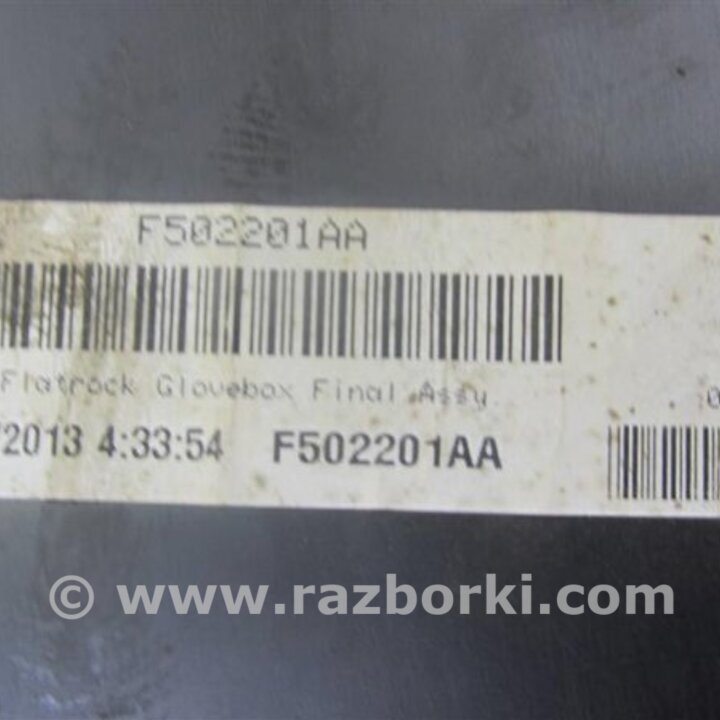 F502201AA
Flatrock Glovebox Final Assy
/2013 4:33:54 F502201AA
© www.razborki.com